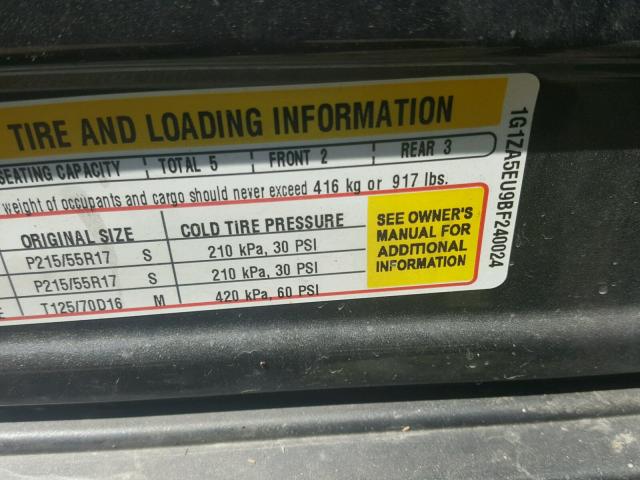 TIRE AND LOADING INFORMATION
SEATING CAPACITY TOTAL 5 FRONT 2 REAR 3
weight of occupants and cargo should never exceed 416 kg or 917 lbs.
ORIGINAL SIZE COLD TIRE PRESSURE
P215/55R17 S 210 kPa, 30 PSI
P215/55R17 S 210 kPa, 30 PSI
T125/70D16 M 420 kPa, 60 PSI
SEE OWNER'S
MANUAL FOR
ADDITIONAL
INFORMATION
1G1ZA5EU9BF240024